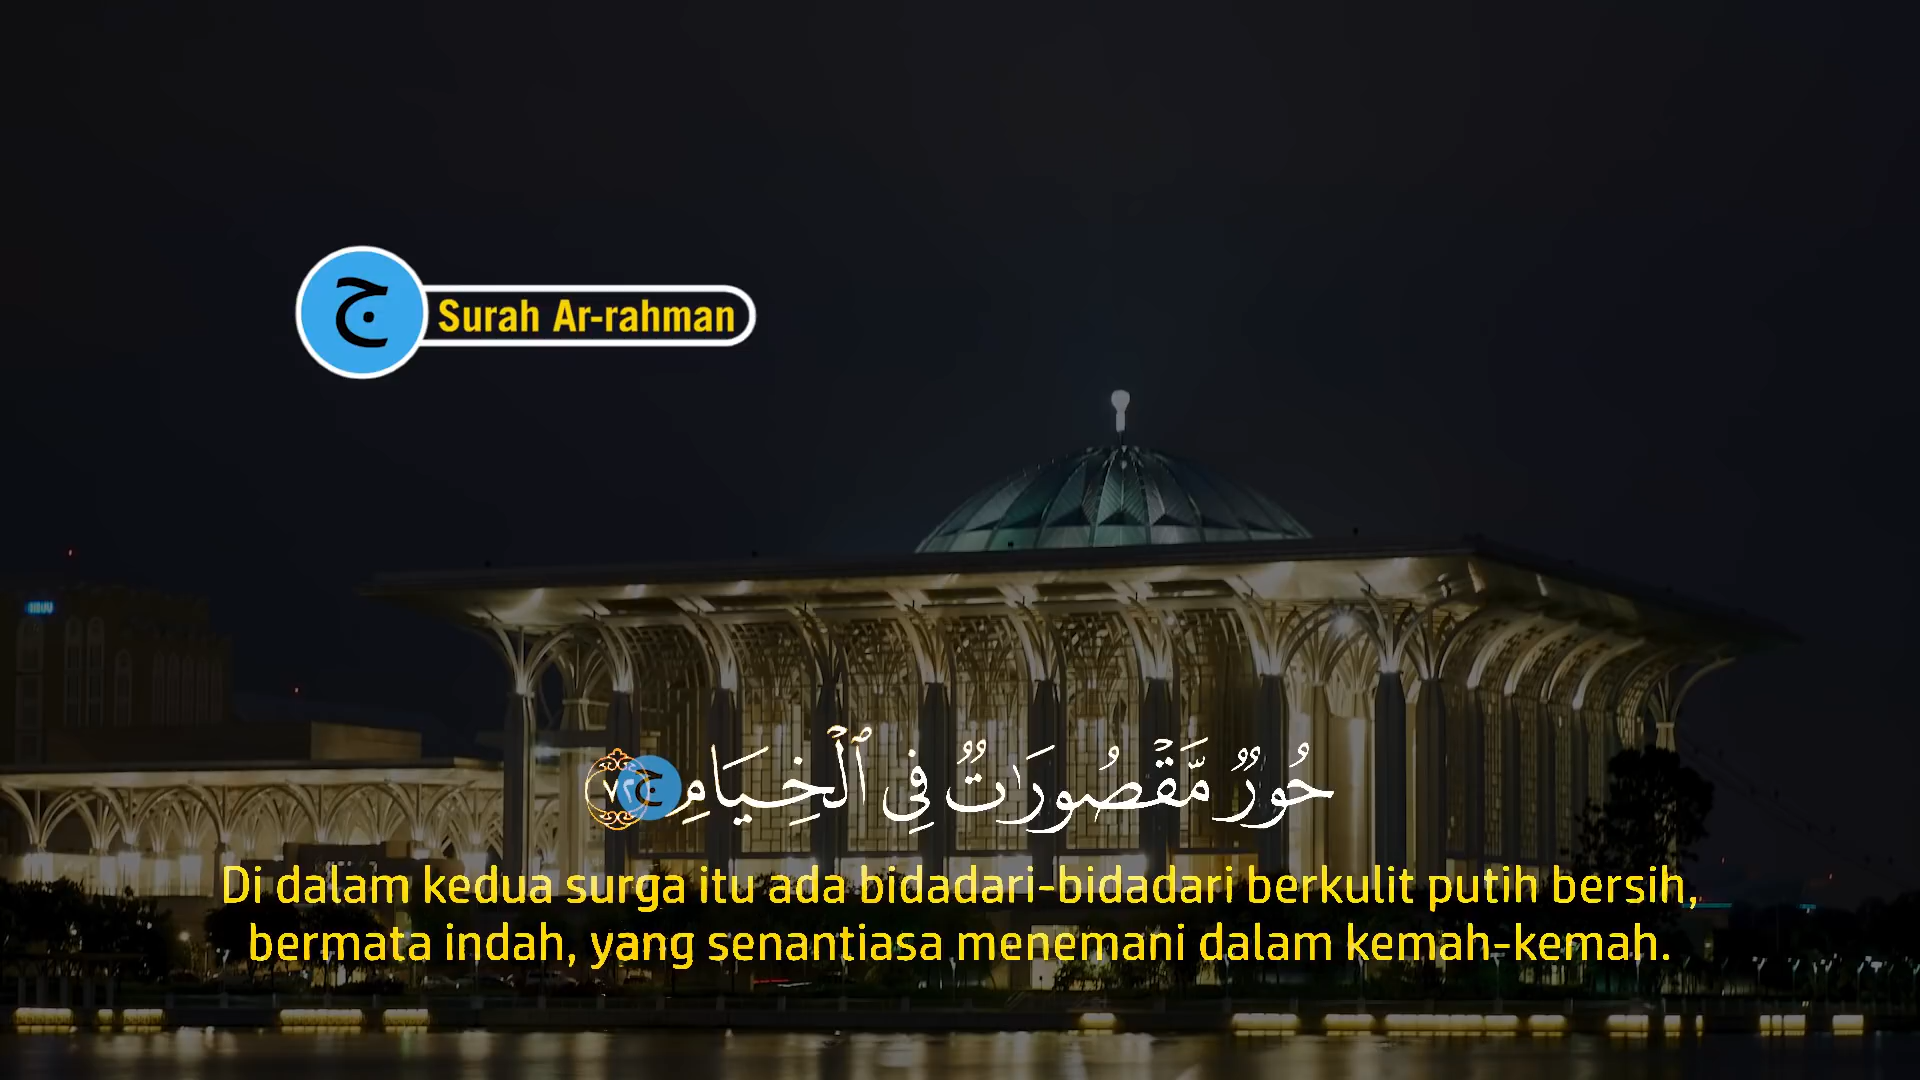 ج
Surah Ar-rahman
حُورٌ مَّقْصُورَٰتٌ فِى ٱلْخِيَامِ ج ٧٢
Di dalam kedua surga itu ada bidadari-bidadari berkulit putih bersih,
bermata indah, yang senantiasa menemani dalam kemah-kemah.